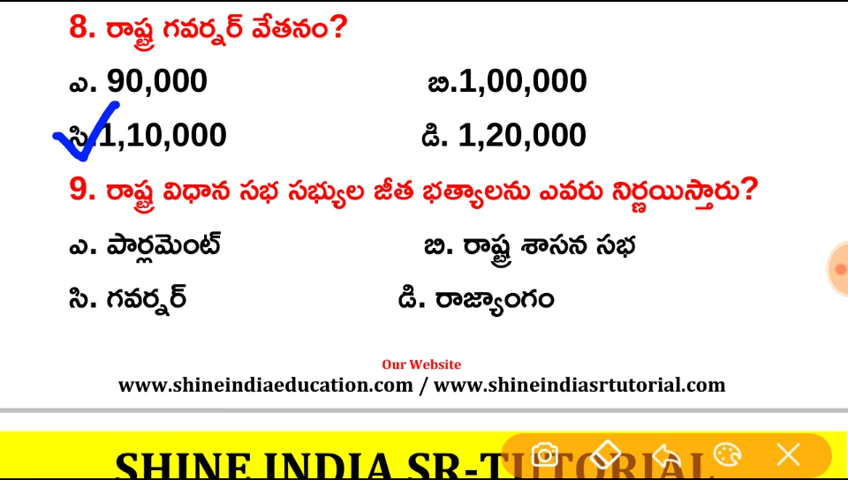 8. రాష్ట్ర గవర్నర్ వేతనం?
ఎ. 90,000 బి.1,00,000
సి.1,10,000 డి. 1,20,000
9. రాష్ట్ర విధాన సభ సభ్యుల జీత భత్యాలను ఎవరు నిర్ణయిస్తారు?
ఎ. పార్లమెంట్ బి. రాష్ట్ర శాసన సభ
సి. గవర్నర్ డి. రాజ్యాంగం
Our Website
www.shineindiaeducation.com / www.shineindiasrtutorial.com
SHINE INDIA SR-TUTORIAL